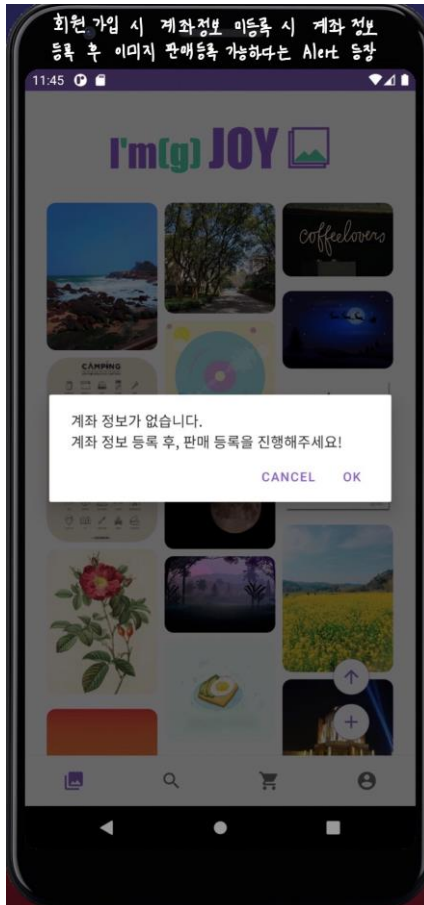 회원 가입 시 계좌정보 미등록 시 계좌 정보
등록 후 이미지 판매등록 가능하다는 Alert 등장
11:45
I'm(g) JOY
coffeelovers
CAMPING
계좌 정보가 없습니다.
계좌 정보 등록 후, 판매 등록을 진행해주세요!
CANCEL OK